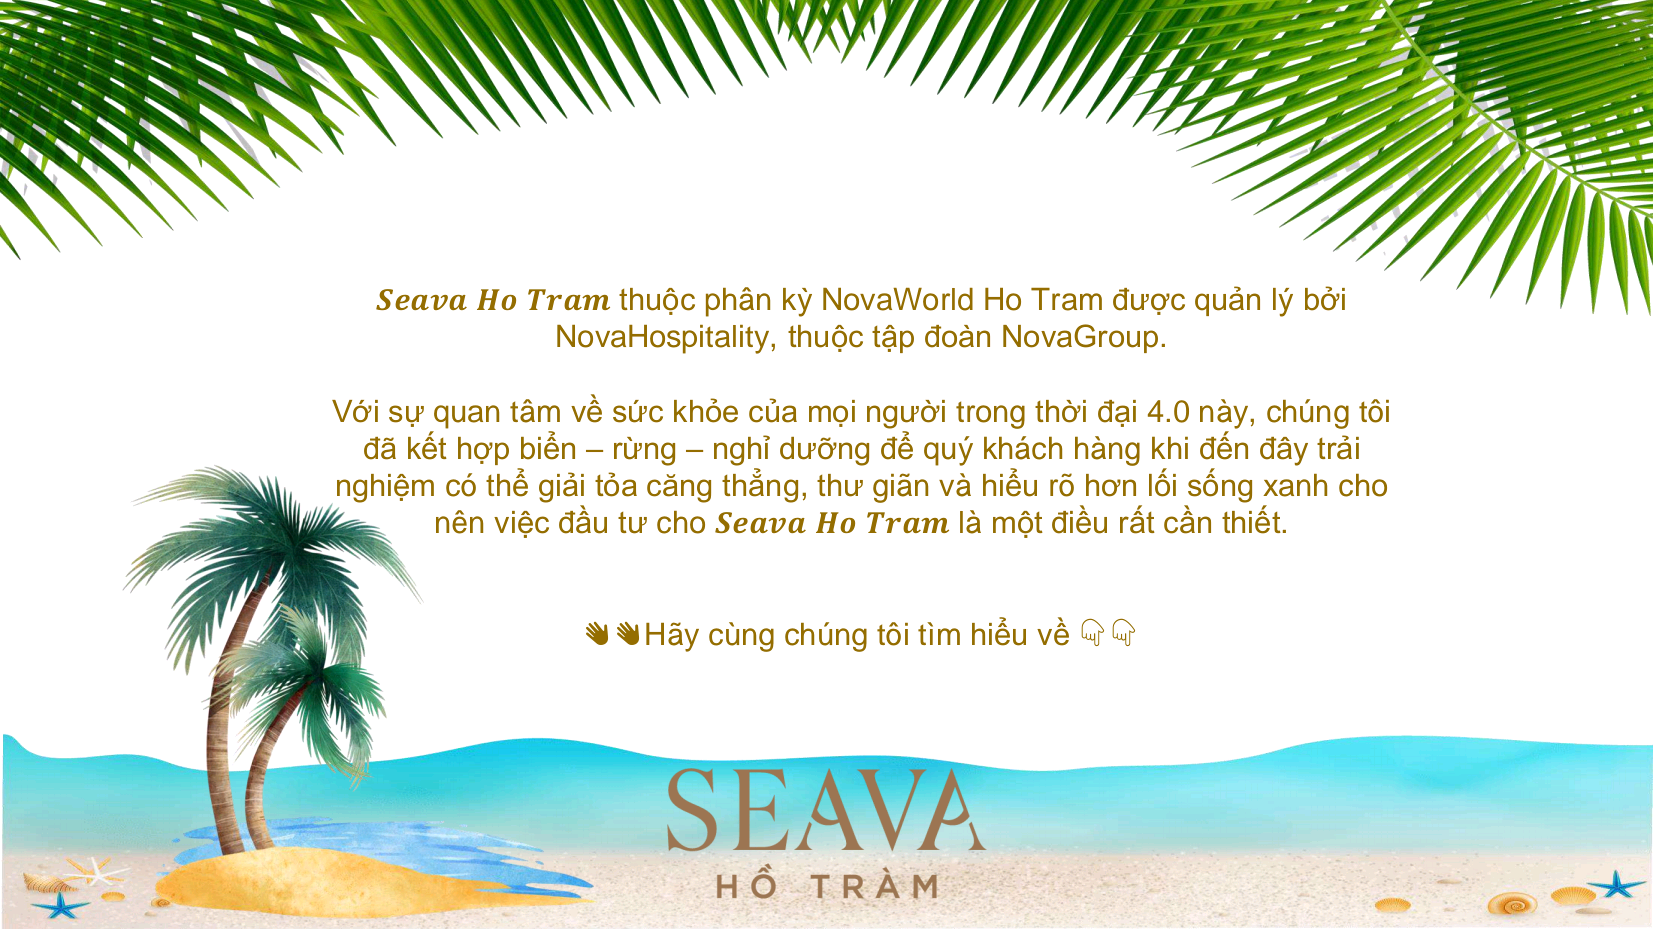 Seava Ho Tram thuộc phân kỳ NovaWorld Ho Tram được quản lý bởi
NovaHospitality, thuộc tập đoàn NovaGroup.
Với sự quan tâm về sức khỏe của mọi người trong thời đại 4.0 này, chúng tôi
đã kết hợp biển – rừng – nghỉ dưỡng để quý khách hàng khi đến đây trải
nghiệm có thể giải tỏa căng thẳng, thư giãn và hiểu rõ hơn lối sống xanh cho
nên việc đầu tư cho Seava Ho Tram là một điều rất cần thiết.
👋👋Hãy cùng chúng tôi tìm hiểu về 👇👇
SEAVA
HỒ TRÀM